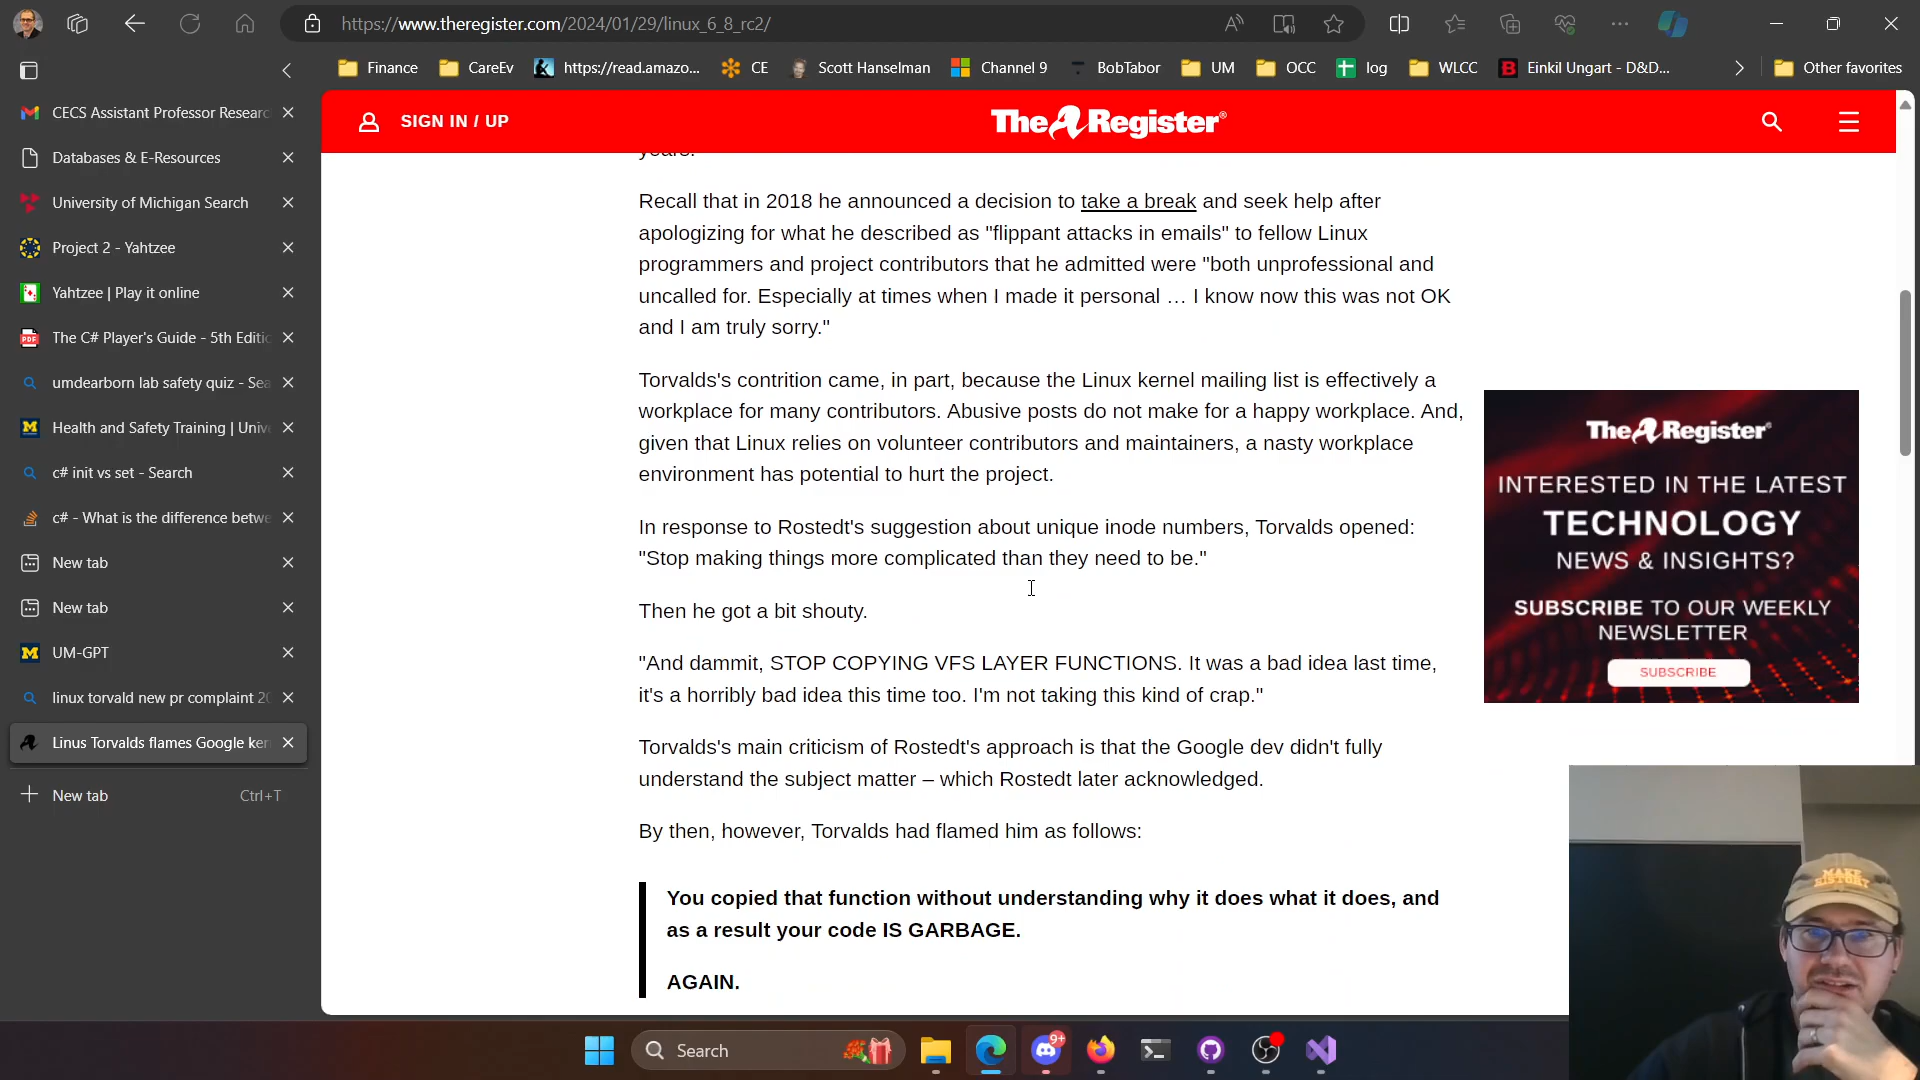 https://www.theregister.com/2024/01/29/linux_6_8_rc2/
Finance
CareEv
https://read.amazo...
CE
Scott Hanselman
Channel 9
BobTabor
UM
OCC
log
WLCC
Einkil Ungart - D&D...
Other favorites
CECS Assistant Professor Researc
Databases & E-Resources
University of Michigan Search
Project 2 - Yahtzee
Yahtzee | Play it online
The C# Player's Guide - 5th Editic
umdearborn lab safety quiz - Sea
Health and Safety Training | Unive
c# init vs set - Search
c# - What is the difference betwe
New tab
New tab
UM-GPT
linux torvald new pr complaint 20
Linus Torvalds flames Google ker
New tab Ctrl+T
SIGN IN / UP
The Register®
years.
Recall that in 2018 he announced a decision to take a break and seek help after
apologizing for what he described as "flippant attacks in emails" to fellow Linux
programmers and project contributors that he admitted were "both unprofessional and
uncalled for. Especially at times when I made it personal … I know now this was not OK
and I am truly sorry."
Torvalds's contrition came, in part, because the Linux kernel mailing list is effectively a
workplace for many contributors. Abusive posts do not make for a happy workplace. And,
given that Linux relies on volunteer contributors and maintainers, a nasty workplace
environment has potential to hurt the project.
In response to Rostedt's suggestion about unique inode numbers, Torvalds opened:
"Stop making things more complicated than they need to be."
Then he got a bit shouty.
"And dammit, STOP COPYING VFS LAYER FUNCTIONS. It was a bad idea last time,
it's a horribly bad idea this time too. I'm not taking this kind of crap."
Torvalds's main criticism of Rostedt's approach is that the Google dev didn't fully
understand the subject matter – which Rostedt later acknowledged.
By then, however, Torvalds had flamed him as follows:
You copied that function without understanding why it does what it does, and
as a result your code IS GARBAGE.
AGAIN.
The Register®
INTERESTED IN THE LATEST
TECHNOLOGY
NEWS & INSIGHTS?
SUBSCRIBE TO OUR WEEKLY
NEWSLETTER
SUBSCRIBE
MAKE
HISTORY
Search
9+